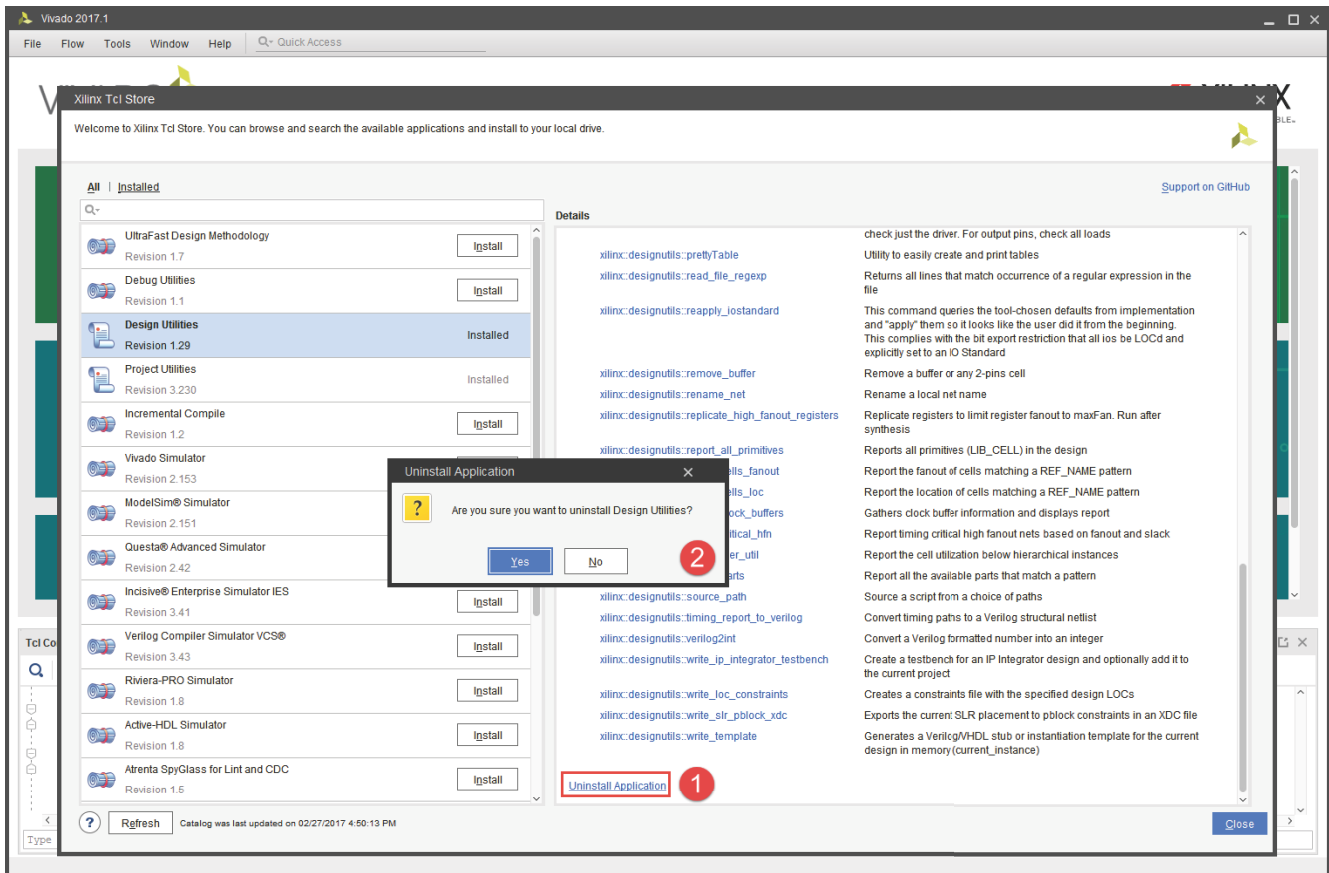 Vivado 2017.1
File Flow Tools Window Help Quick Access
Xilinx Tcl Store
Welcome to Xilinx Tcl Store. You can browse and search the available applications and install to your local drive.
All | Installed
Support on GitHub
Details
UltraFast Design Methodology
Revision 1.7
Install
Debug Utilities
Revision 1.1
Install
Design Utilities
Revision 1.29
Installed
Project Utilities
Revision 3.230
Installed
Incremental Compile
Revision 1.2
Install
Vivado Simulator
Revision 2.153
ModelSim® Simulator
Revision 2.151
Questa® Advanced Simulator
Revision 2.42
Incisive® Enterprise Simulator IES
Revision 3.41
Install
Verilog Compiler Simulator VCS®
Revision 3.43
Install
Riviera-PRO Simulator
Revision 1.8
Install
Active-HDL Simulator
Revision 1.8
Install
Atrenta SpyGlass for Lint and CDC
Revision 1.5
Install
check just the driver. For output pins, check all loads
xilinx::designutils::prettyTable Utility to easily create and print tables
xilinx::designutils::read_file_regexp Returns all lines that match occurrence of a regular expression in the
file
xilinx::designutils::reapply_iostandard This command queries the tool-chosen defaults from implementation
and "apply" them so it looks like the user did it from the beginning.
This complies with the bit export restriction that all ios be LOCd and
explicitly set to an IO Standard
xilinx::designutils::remove_buffer Remove a buffer or any 2-pins cell
xilinx::designutils::rename_net Rename a local net name
xilinx::designutils::replicate_high_fanout_registers Replicate registers to limit register fanout to maxFan. Run after
synthesis
xilinx::designutils::report_all_primitives Reports all primitives (LIB_CELL) in the design
ells_fanout Report the fanout of cells matching a REF_NAME pattern
ells_loc Report the location of cells matching a REF_NAME pattern
ock_buffers Gathers clock buffer information and displays report
itical_hfn Report timing critical high fanout nets based on fanout and slack
er_util Report the cell utilization below hierarchical instances
arts Report all the available parts that match a pattern
xilinx::designutils::source_path Source a script from a choice of paths
xilinx::designutils::timing_report_to_verilog Convert timing paths to a Verilog structural netlist
xilinx::designutils::verilog2int Convert a Verilog formatted number into an integer
xilinx::designutils::write_ip_integrator_testbench Create a testbench for an IP Integrator design and optionally add it to
the current project
xilinx::designutils::write_loc_constraints Creates a constraints file with the specified design LOCs
xilinx::designutils::write_slr_pblock_xdc Exports the current SLR placement to pblock constraints in an XDC file
xilinx::designutils::write_template Generates a Verilog/VHDL stub or instantiation template for the current
design in memory (current_instance)
Uninstall Application 1
Uninstall Application
? Are you sure you want to uninstall Design Utilities?
Yes No 2
? Refresh Catalog was last updated on 02/27/2017 4:50:13 PM
Close
Tcl Co
Type